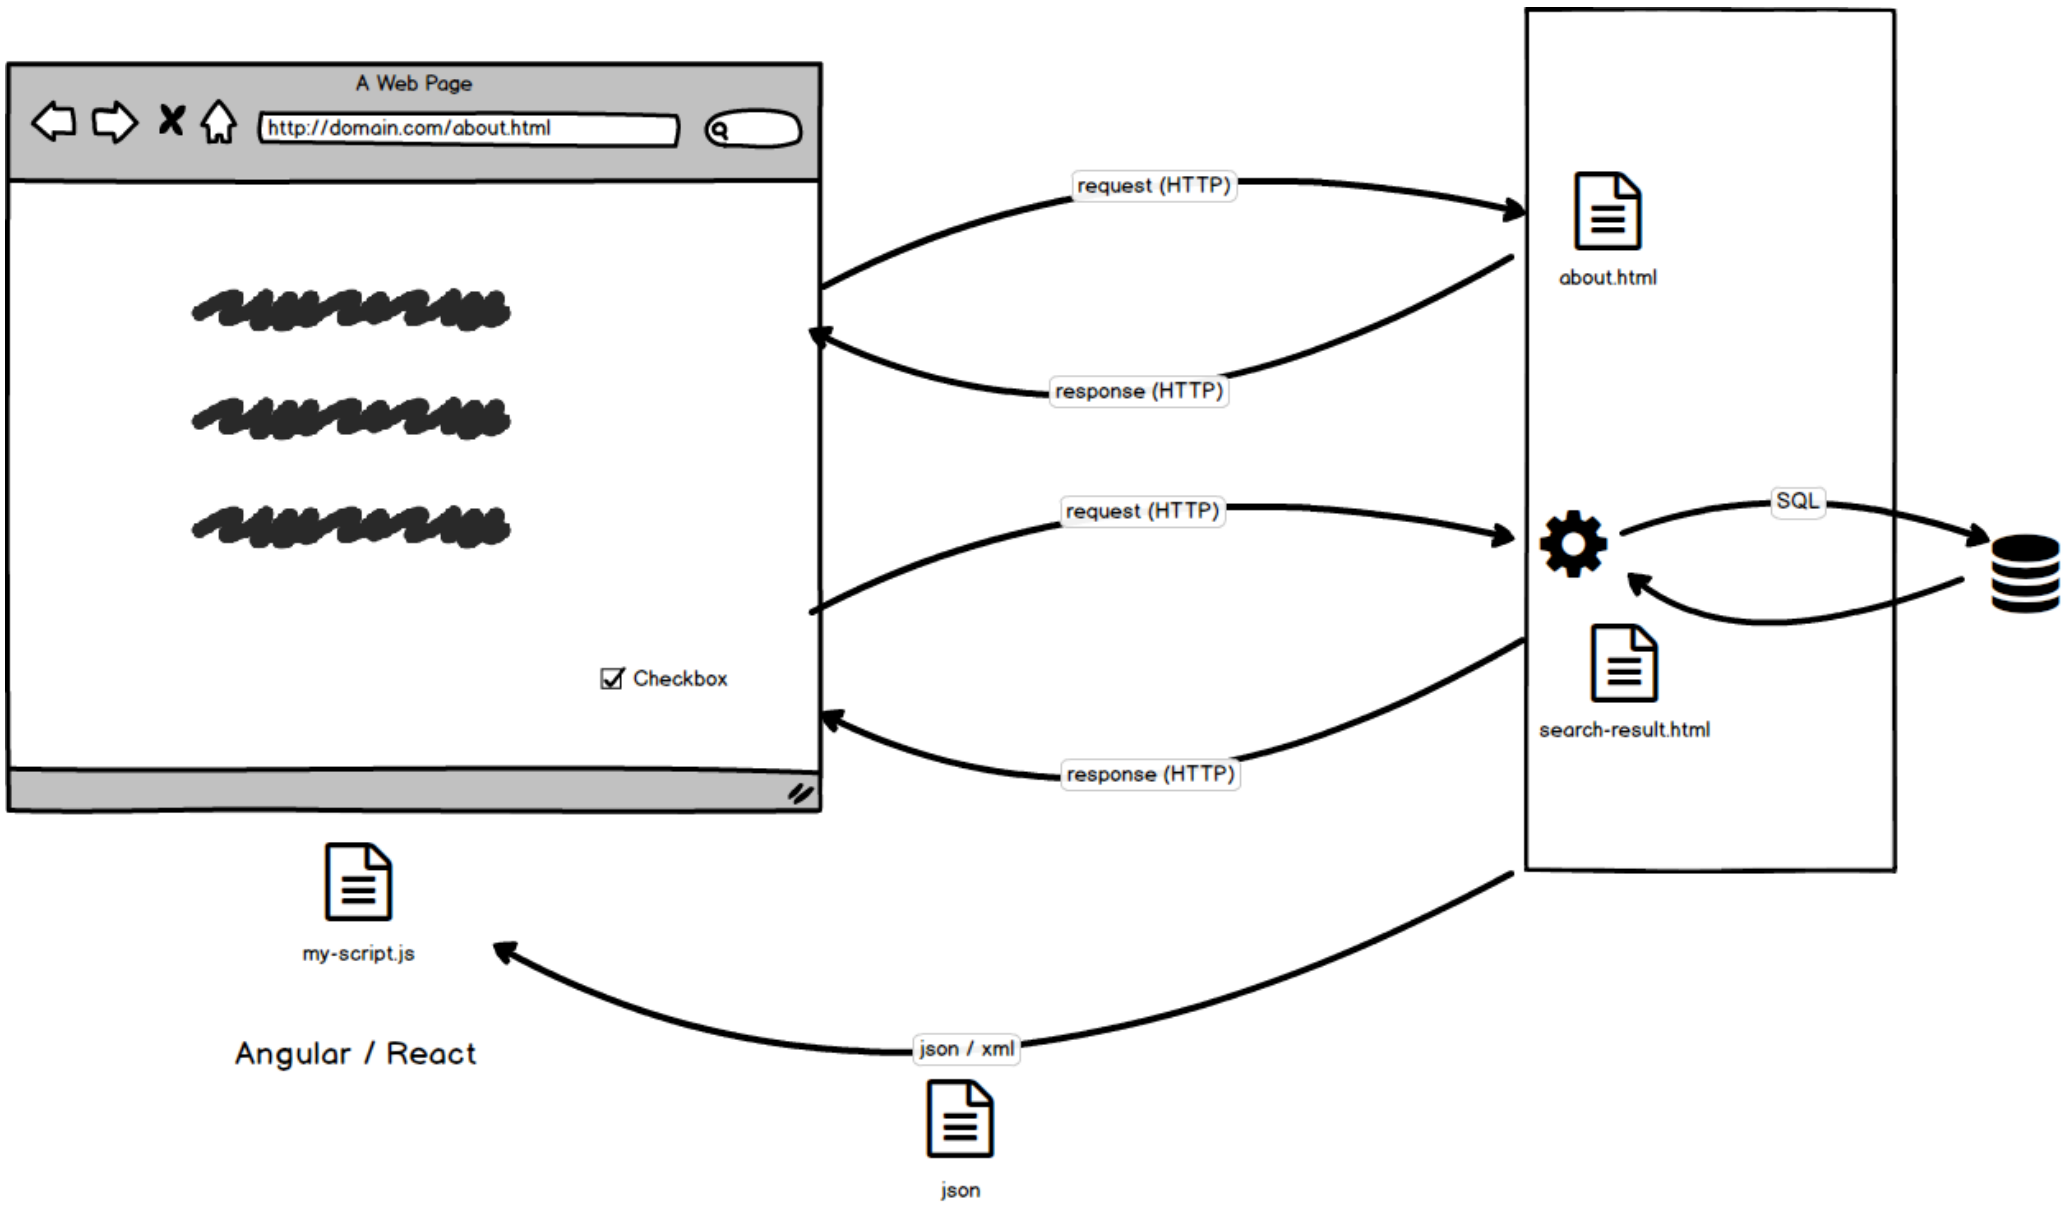 A Web Page
http://domain.com/about.html
request (HTTP)
about.html
response (HTTP)
request (HTTP)
SQL
Checkbox
search-result.html
response (HTTP)
my-script.js
Angular / React
json / xml
json